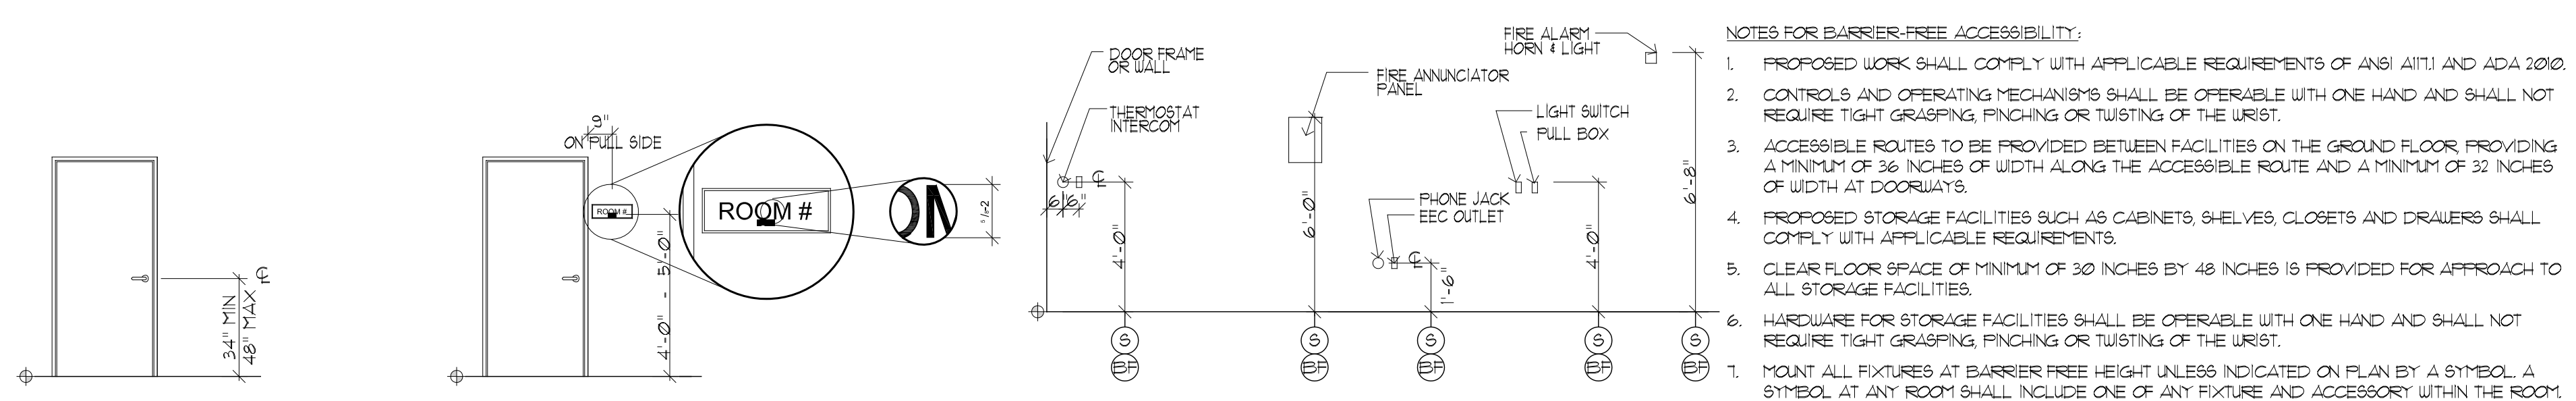 34" MIN
48" MAX
℄
9"
ON PULL SIDE
ROOM #
4'-0" - 5'-0"
ROOM #
DOOR FRAME
OR WALL
THERMOSTAT
INTERCOM
6" 6"
℄
4'-0"
S
BF
FIRE ANNUNCIATOR
PANEL
6'-0"
S
BF
PHONE JACK
EEC OUTLET
℄
1'-6"
S
BF
LIGHT SWITCH
PULL BOX
4'-0"
S
BF
FIRE ALARM
HORN & LIGHT
6'-8"
S
BF
NOTES FOR BARRIER-FREE ACCESSIBILITY:
1. PROPOSED WORK SHALL COMPLY WITH APPLICABLE REQUIREMENTS OF ANSI A117.1 AND ADA 2010.
2. CONTROLS AND OPERATING MECHANISMS SHALL BE OPERABLE WITH ONE HAND AND SHALL NOT
REQUIRE TIGHT GRASPING, PINCHING OR TWISTING OF THE WRIST.
3. ACCESSIBLE ROUTES TO BE PROVIDED BETWEEN FACILITIES ON THE GROUND FLOOR, PROVIDING
A MINIMUM OF 36 INCHES OF WIDTH ALONG THE ACCESSIBLE ROUTE AND A MINIMUM OF 32 INCHES
OF WIDTH AT DOORWAYS.
4. PROPOSED STORAGE FACILITIES SUCH AS CABINETS, SHELVES, CLOSETS AND DRAWERS SHALL
COMPLY WITH APPLICABLE REQUIREMENTS.
5. CLEAR FLOOR SPACE OF MINIMUM OF 30 INCHES BY 48 INCHES IS PROVIDED FOR APPROACH TO
ALL STORAGE FACILITIES.
6. HARDWARE FOR STORAGE FACILITIES SHALL BE OPERABLE WITH ONE HAND AND SHALL NOT
REQUIRE TIGHT GRASPING, PINCHING OR TWISTING OF THE WRIST.
7. MOUNT ALL FIXTURES AT BARRIER FREE HEIGHT UNLESS INDICATED ON PLAN BY A SYMBOL. A
SYMBOL AT ANY ROOM SHALL INCLUDE ONE OF ANY FIXTURE AND ACCESSORY WITHIN THE ROOM.